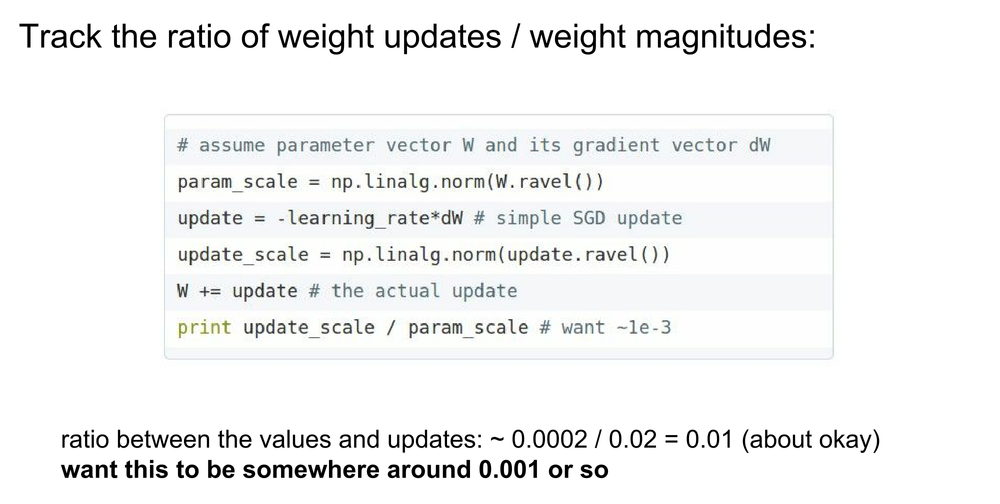 Track the ratio of weight updates / weight magnitudes:
# assume parameter vector W and its gradient vector dW
param_scale = np.linalg.norm(W.ravel())
update = -learning_rate*dW # simple SGD update
update_scale = np.linalg.norm(update.ravel())
W += update # the actual update
print update_scale / param_scale # want ~1e-3
ratio between the values and updates: ~ 0.0002 / 0.02 = 0.01 (about okay)
want this to be somewhere around 0.001 or so